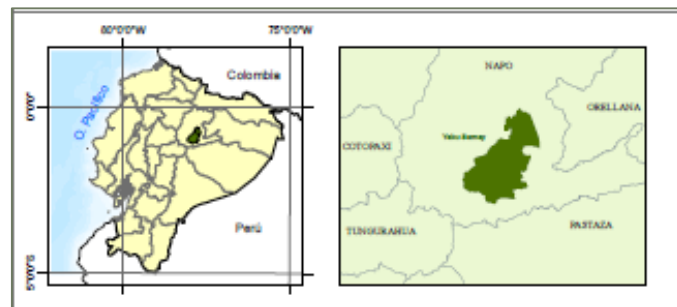 80°0'0"W
75°0'0"W
Colombia
O. Pacífico
0°0'0"
Perú
5°0'0"S
NAPO
ORELLANA
COTOPAXI
TUNGURAHUA
PASTAZA